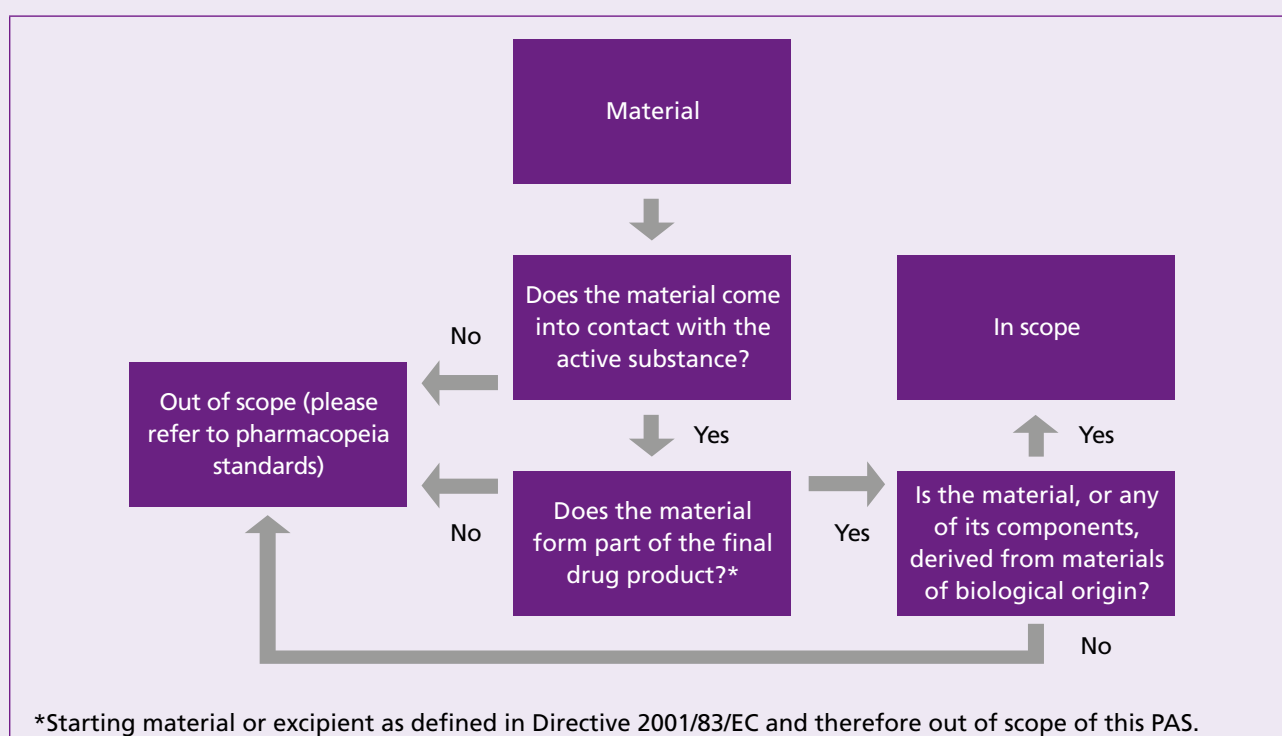 Material
Does the material come
into contact with the
active substance?
In scope
No
Out of scope (please
refer to pharmacopeia
standards)
Yes
Yes
No
Does the material
form part of the final
drug product?*
Yes
Is the material, or any
of its components,
derived from materials
of biological origin?
No
*Starting material or excipient as defined in Directive 2001/83/EC and therefore out of scope of this PAS.